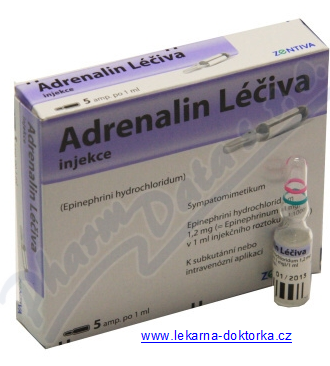 ZENTIVA
Adrenalin Léčiva
injekce
5 amp. po 1 ml
Adrenalin Léčiva
injekce
(Epinephrini hydrochloridum)
Sympatomimetikum
Epinephrini hydrochlorid
1,2 mg (= Epinephrinum
v 1 ml injekčního roztoku
K subkutánní nebo
intravenózní aplikaci
5 amp. po 1 ml
Léčiva
01/2013
www.lekarna-doktorka.cz